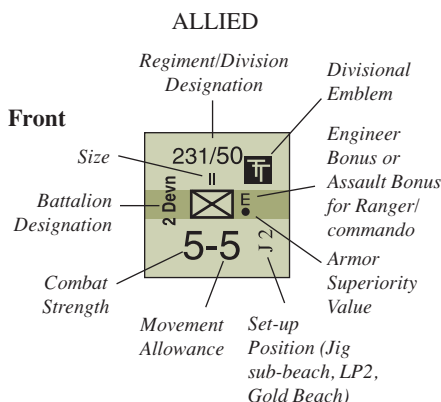 ALLIED
Regiment/Division
Designation
Divisional
Emblem
Front
Size
Battalion
Designation
231/50
II
TT
2 Devn
E
5-5
J 2
Engineer
Bonus or
Assault Bonus
for Ranger/
commando
Armor
Superiority
Value
Combat
Strength
Movement
Allowance
Set-up
Position (Jig
sub-beach, LP2,
Gold Beach)